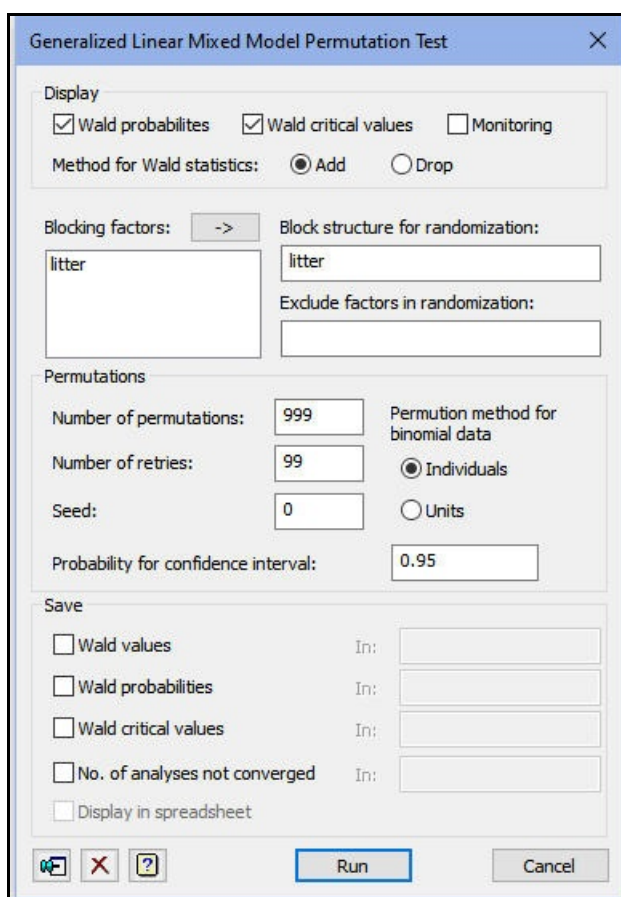 Generalized Linear Mixed Model Permutation Test
Display
Wald probabilites
Wald critical values
Monitoring
Method for Wald statistics:
Add
Drop
Blocking factors:
->
Block structure for randomization:
litter
litter
Exclude factors in randomization:
Permutations
Number of permutations:
999
Permution method for
binomial data
Number of retries:
99
Individuals
Seed:
0
Units
Probability for confidence interval:
0.95
Save
Wald values
In:
Wald probabilities
In:
Wald critical values
In:
No. of analyses not converged
In:
Display in spreadsheet
?
Run
Cancel